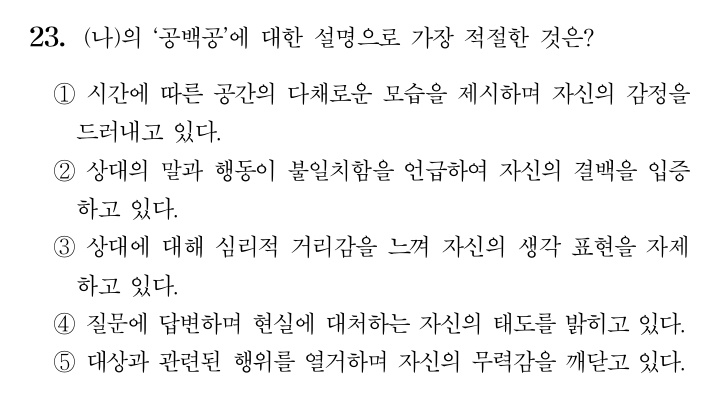 23. (나)의 ‘공백공’에 대한 설명으로 가장 적절한 것은?
① 시간에 따른 공간의 다채로운 모습을 제시하며 자신의 감정을
드러내고 있다.
② 상대의 말과 행동이 불일치함을 언급하여 자신의 결백을 입증
하고 있다.
③ 상대에 대해 심리적 거리감을 느껴 자신의 생각 표현을 자제
하고 있다.
④ 질문에 답변하며 현실에 대처하는 자신의 태도를 밝히고 있다.
⑤ 대상과 관련된 행위를 열거하며 자신의 무력감을 깨닫고 있다.